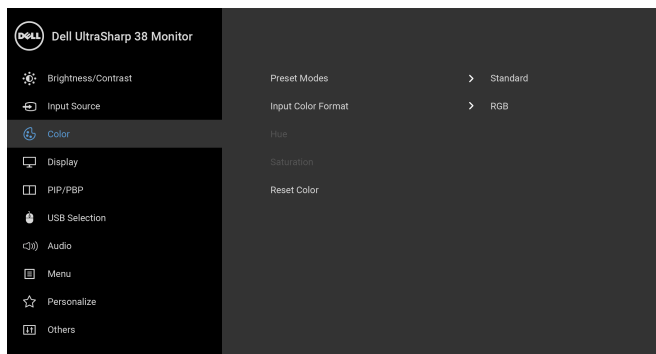 DELL Dell UltraSharp 38 Monitor
Brightness/Contrast
Preset Modes > Standard
Input Source
Input Color Format > RGB
Color
Hue
Display
Saturation
PIP/PBP
Reset Color
USB Selection
Audio
Menu
Personalize
Others